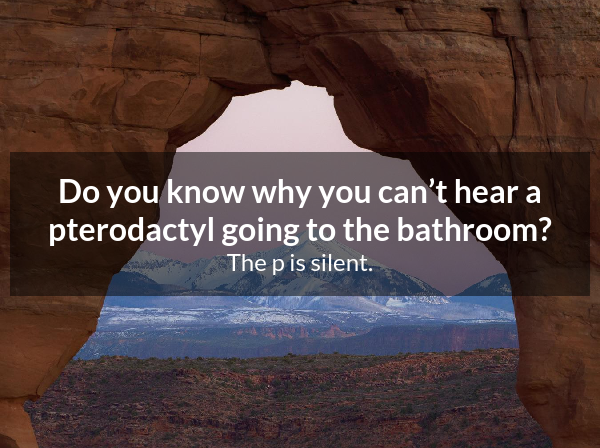 Do you know why you can’t hear a
pterodactyl going to the bathroom?
The p is silent.